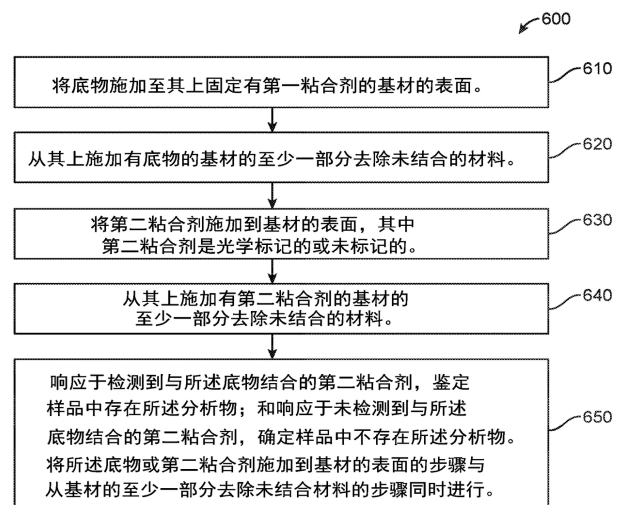 600
将底物施加至其上固定有第一粘合剂的基材的表面。
610
从其上施加有底物的基材的至少一部分去除未结合的材料。
620
将第二粘合剂施加到基材的表面，其中
第二粘合剂是光学标记的或未标记的。
630
从其上施加有第二粘合剂的基材的
至少一部分去除未结合的材料。
640
响应于检测到与所述底物结合的第二粘合剂，鉴定
样品中存在所述分析物；和响应于未检测到与所述
底物结合的第二粘合剂，确定样品中不存在所述分析物。
将所述底物或第二粘合剂施加到基材的表面的步骤与
从基材的至少一部分去除未结合材料的步骤同时进行。
650